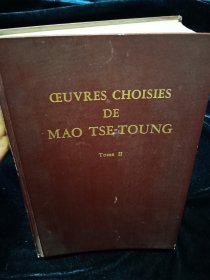 ŒUVRES CHOISIES
DE
MAO TSE-TOUNG
Tome II